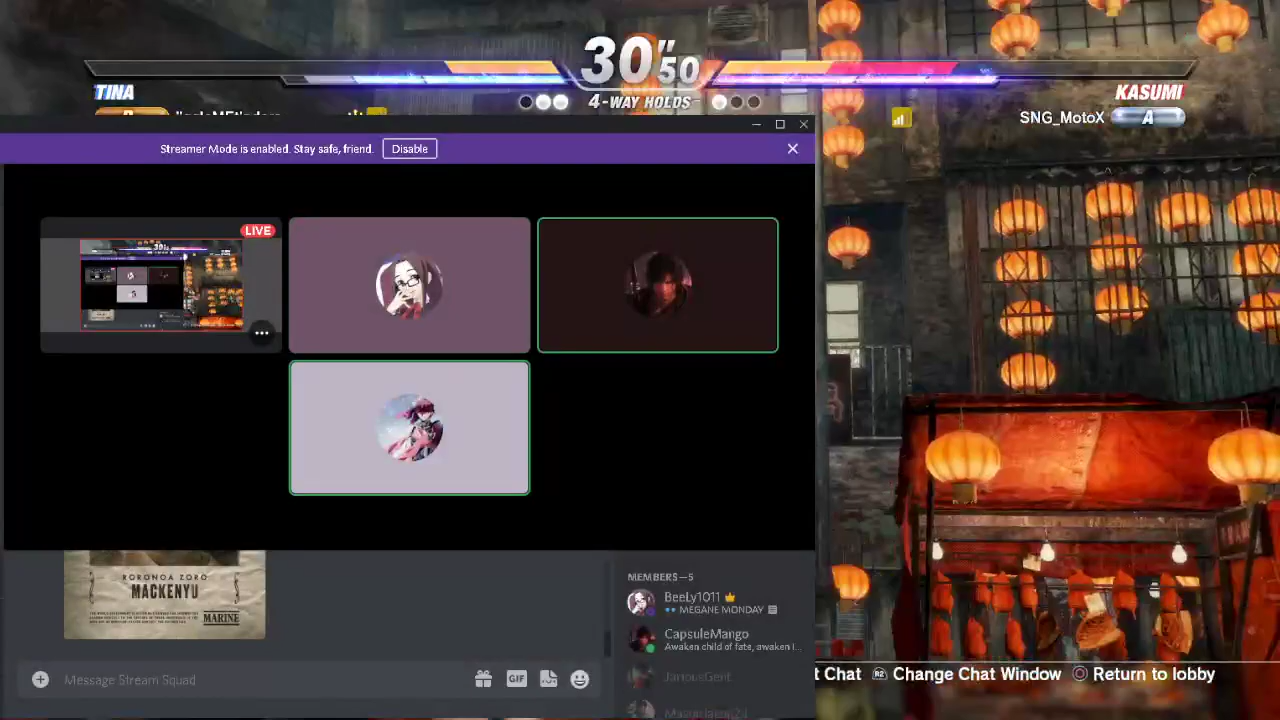 30"50
TINA
KASUMI
4-WAY HOLDS
SNG_MotoX A
Streamer Mode is enabled. Stay safe, friend. Disable
LIVE
RORONOA ZORO
MACKENYU
MARINE
MEMBERS—5
BeeLy1011
MEGANE MONDAY
CapsuleMango
Awaken child of fate, awaken i...
Message Stream Squad
GIF
t Chat R2 Change Chat Window Return to lobby